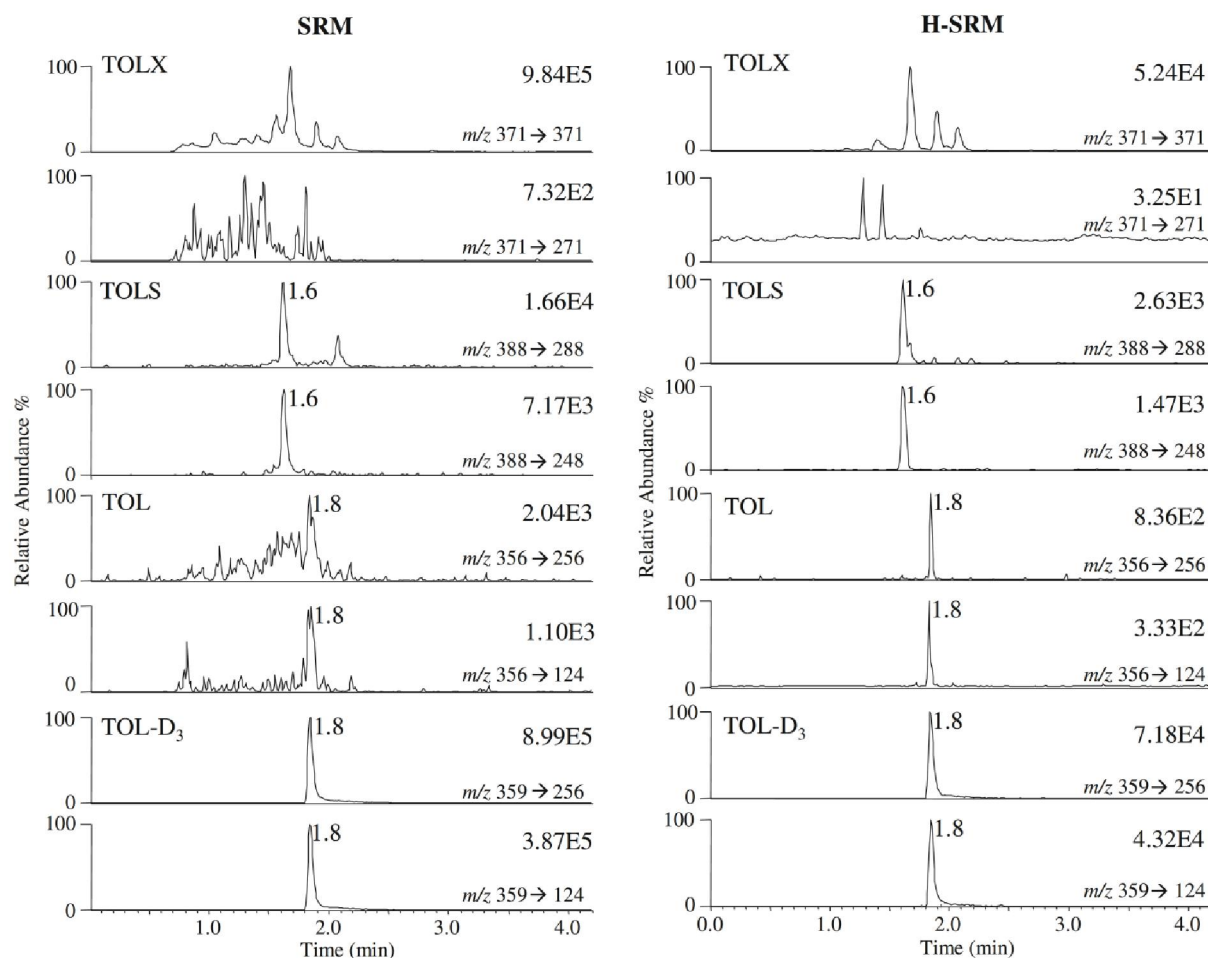 SRM
TOLX
100
9.84E5
m/z 371 → 371
0
100
7.32E2
m/z 371 → 271
0
TOLS
100
1.6
1.66E4
m/z 388 → 288
0
100
1.6
7.17E3
m/z 388 → 248
0
TOL
100
1.8
2.04E3
m/z 356 → 256
0
100
1.8
1.10E3
m/z 356 → 124
0
TOL-D₃
100
1.8
8.99E5
m/z 359 → 256
0
100
1.8
3.87E5
m/z 359 → 124
0
Relative Abundance %
1.0 2.0 3.0 4.0
Time (min)
H-SRM
TOLX
100
5.24E4
m/z 371 → 371
0
100
3.25E1
m/z 371 → 271
0
TOLS
100
1.6
2.63E3
m/z 388 → 288
0
100
1.6
1.47E3
m/z 388 → 248
0
TOL
100
1.8
8.36E2
m/z 356 → 256
0
100
1.8
3.33E2
m/z 356 → 124
0
TOL-D₃
100
1.8
7.18E4
m/z 359 → 256
0
100
1.8
4.32E4
m/z 359 → 124
0
Relative Abundance %
0.0 1.0 2.0 3.0 4.0
Time (min)